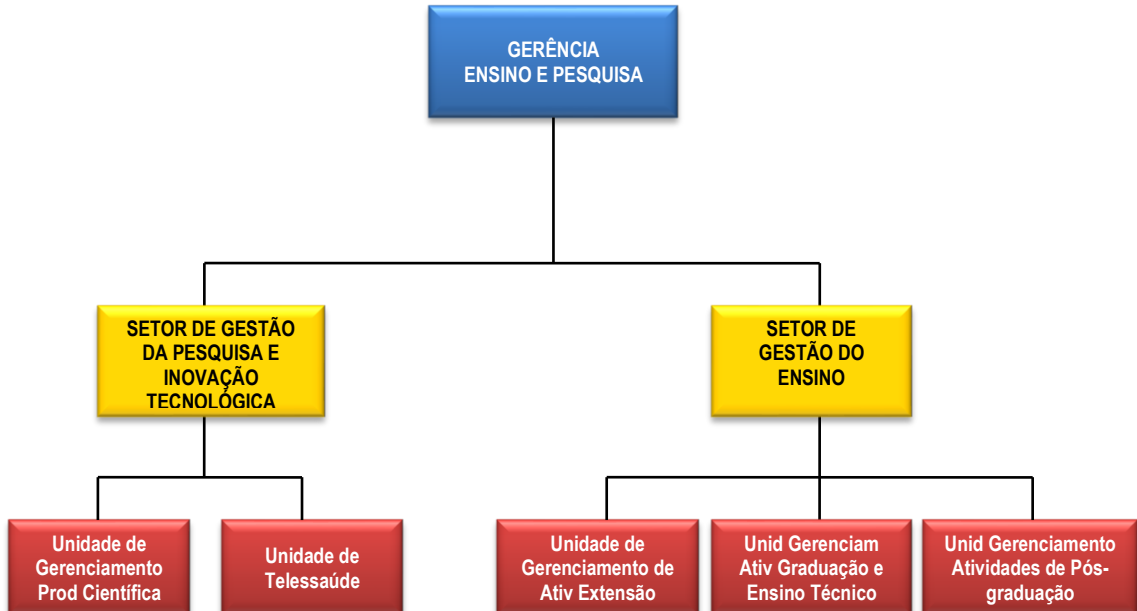 GERÊNCIA
ENSINO E PESQUISA
SETOR DE GESTÃO
DA PESQUISA E
INOVAÇÃO
TECNOLÓGICA
SETOR DE
GESTÃO DO
ENSINO
Unidade de
Gerenciamento
Prod Científica
Unidade de
Telessaúde
Unidade de
Gerenciamento de
Ativ Extensão
Unid Gerenciam
Ativ Graduação e
Ensino Técnico
Unid Gerenciamento
Atividades de Pós-
graduação